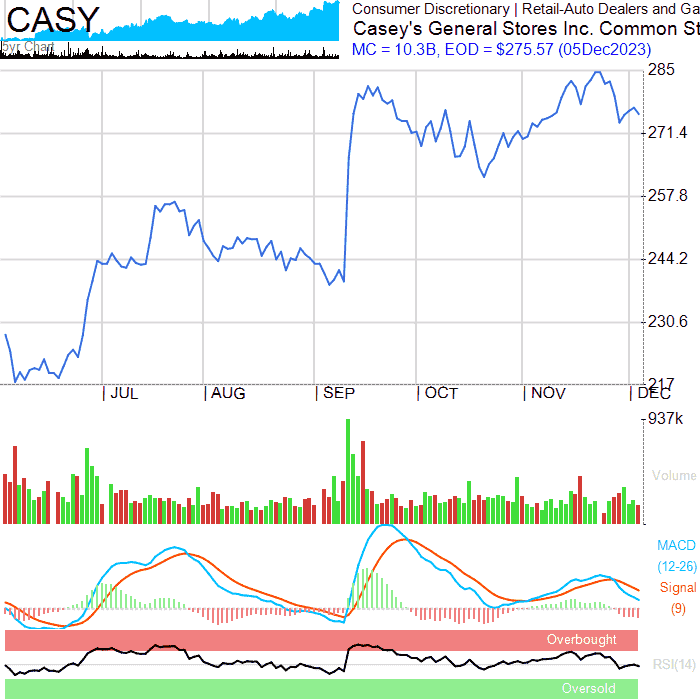 CASY
5yr Chart
Consumer Discretionary | Retail-Auto Dealers and Ga
Casey's General Stores Inc. Common St
MC = 10.3B, EOD = $275.57 (05Dec2023)
285
271.4
257.8
244.2
230.6
217
JUL AUG SEP OCT NOV DEC
937k
Volume
MACD
(12-26)
Signal
(9)
Overbought
RSI(14)
Oversold